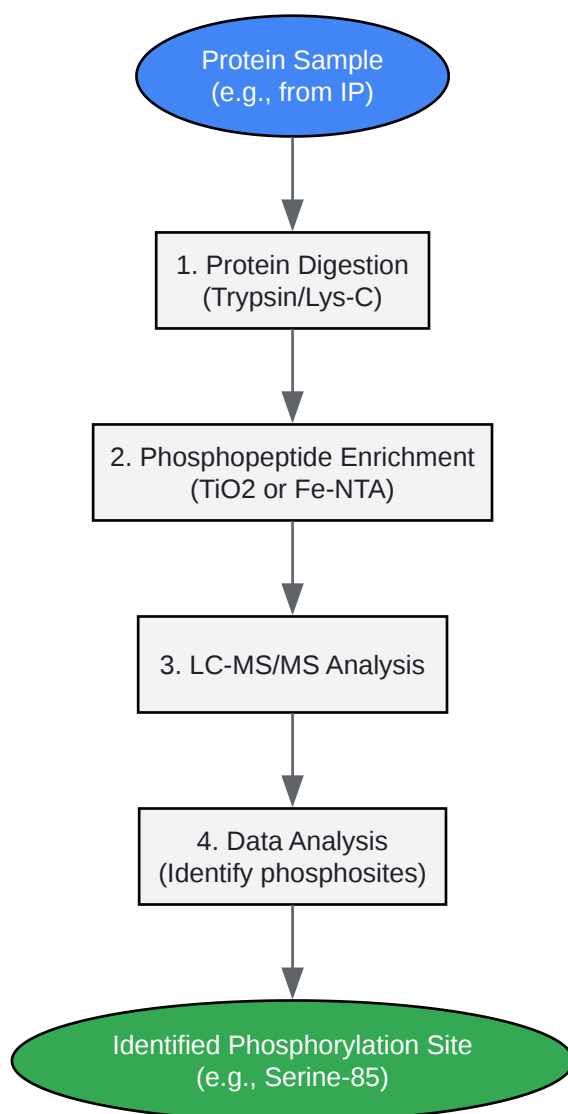 Protein Sample
(e.g., from IP)
1. Protein Digestion
(Trypsin/Lys-C)
2. Phosphopeptide Enrichment
(TiO2 or Fe-NTA)
3. LC-MS/MS Analysis
4. Data Analysis
(Identify phosphosites)
Identified Phosphorylation Site
(e.g., Serine-85)